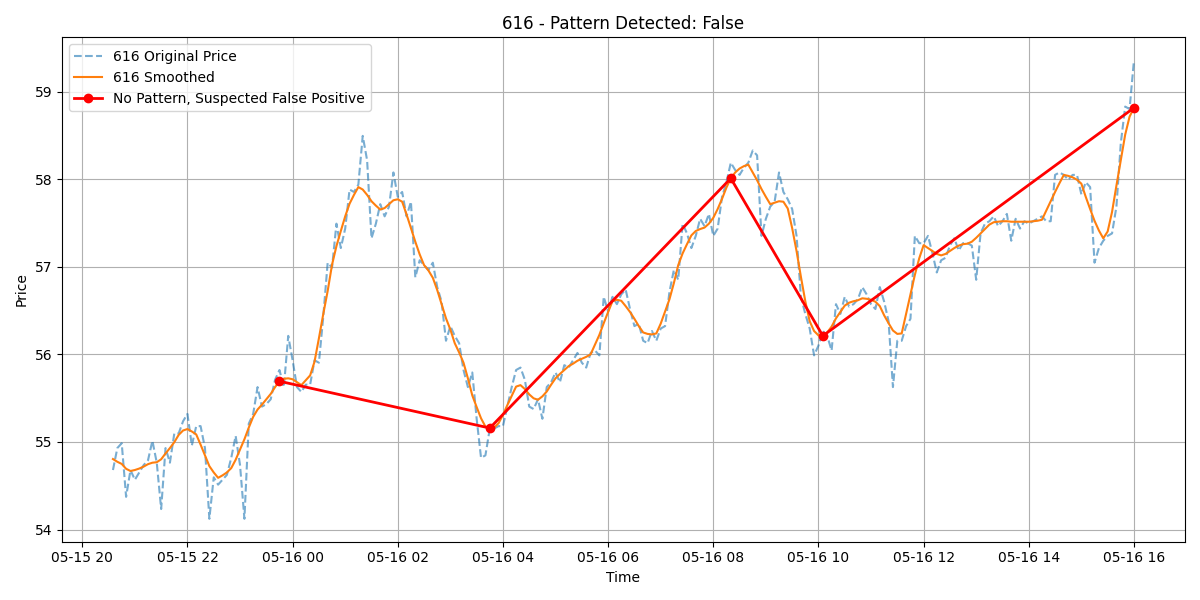 616 - Pattern Detected: False
616 Original Price
616 Smoothed
No Pattern, Suspected False Positive
Price
59
58
57
56
55
54
05-15 20 05-15 22 05-16 00 05-16 02 05-16 04 05-16 06 05-16 08 05-16 10 05-16 12 05-16 14 05-16 16
Time